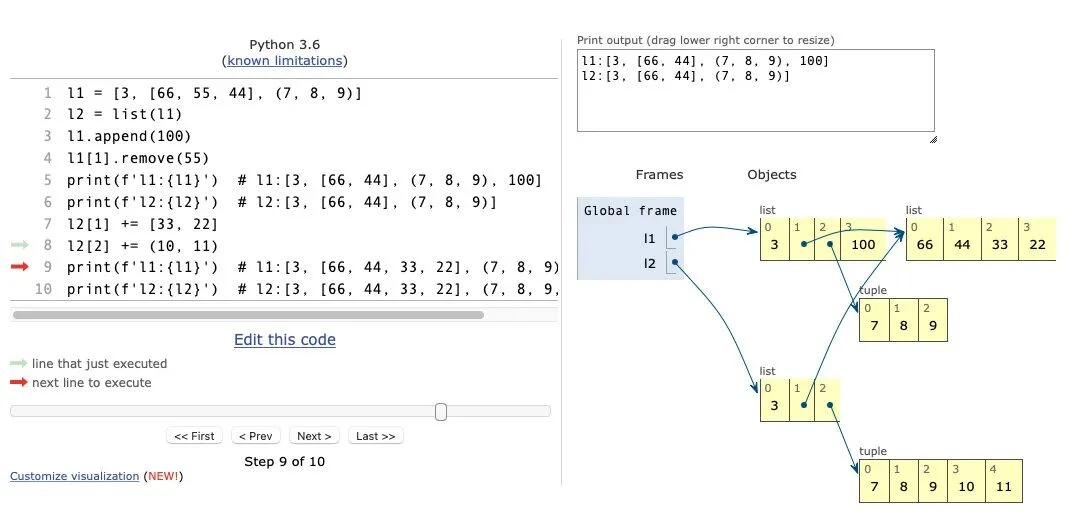 Python 3.6
(known limitations)
1 l1 = [3, [66, 55, 44], (7, 8, 9)]
2 l2 = list(l1)
3 l1.append(100)
4 l1[1].remove(55)
5 print(f'l1:{l1}')  # l1:[3, [66, 44], (7, 8, 9), 100]
6 print(f'l2:{l2}')  # l2:[3, [66, 44], (7, 8, 9)]
7 l2[1] += [33, 22]
8 l2[2] += (10, 11)
9 print(f'l1:{l1}')  # l1:[3, [66, 44, 33, 22], (7, 8, 9)
10 print(f'l2:{l2}')  # l2:[3, [66, 44, 33, 22], (7, 8, 9,
Edit this code
line that just executed
next line to execute
<< First < Prev Next > Last >>
Step 9 of 10
Customize visualization (NEW!)
Print output (drag lower right corner to resize)
l1:[3, [66, 44], (7, 8, 9), 100]
l2:[3, [66, 44], (7, 8, 9)]
Frames Objects
Global frame
l1
l2
list
0 1 2 3
3 100
list
0 1 2 3
66 44 33 22
tuple
0 1 2
7 8 9
list
0 1 2
3
tuple
0 1 2 3 4
7 8 9 10 11